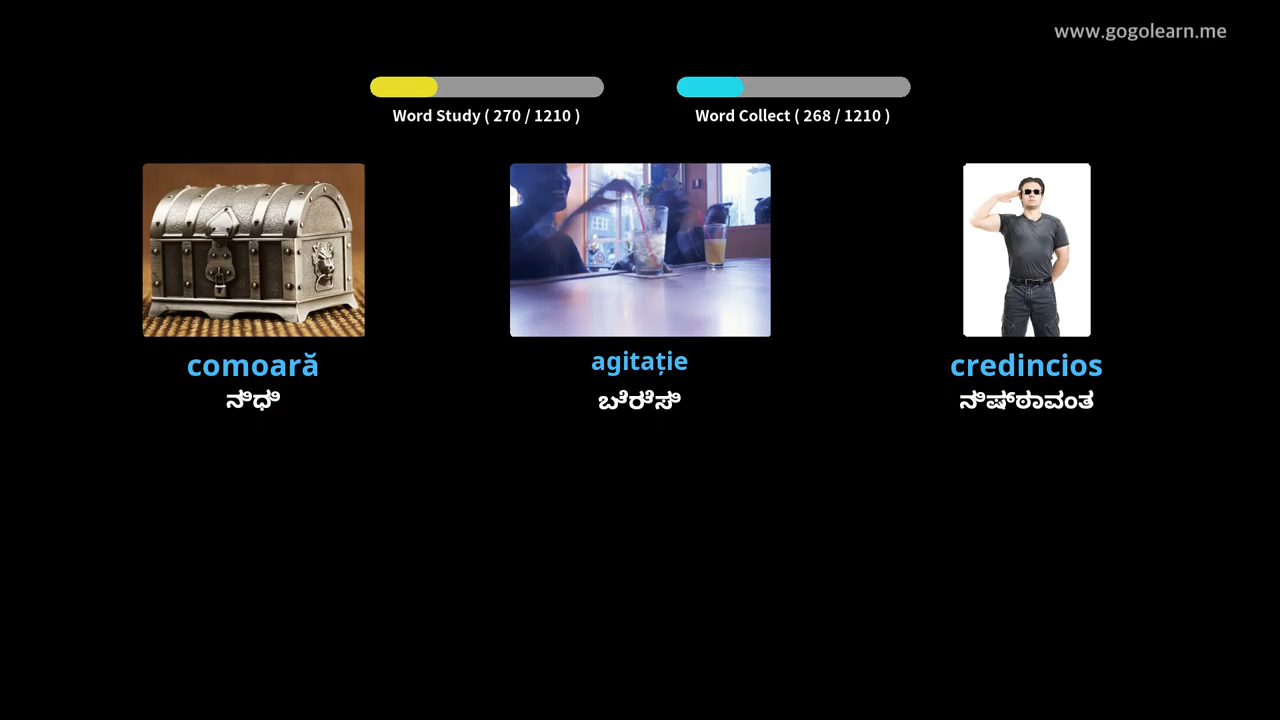 www.gogolearn.me
Word Study ( 270 / 1210 )
Word Collect ( 268 / 1210 )
comoară
ನಿಧಿ
agitație
ಬೆರೆಸಿ
credincios
ನಿಷ್ಠಾವಂತ